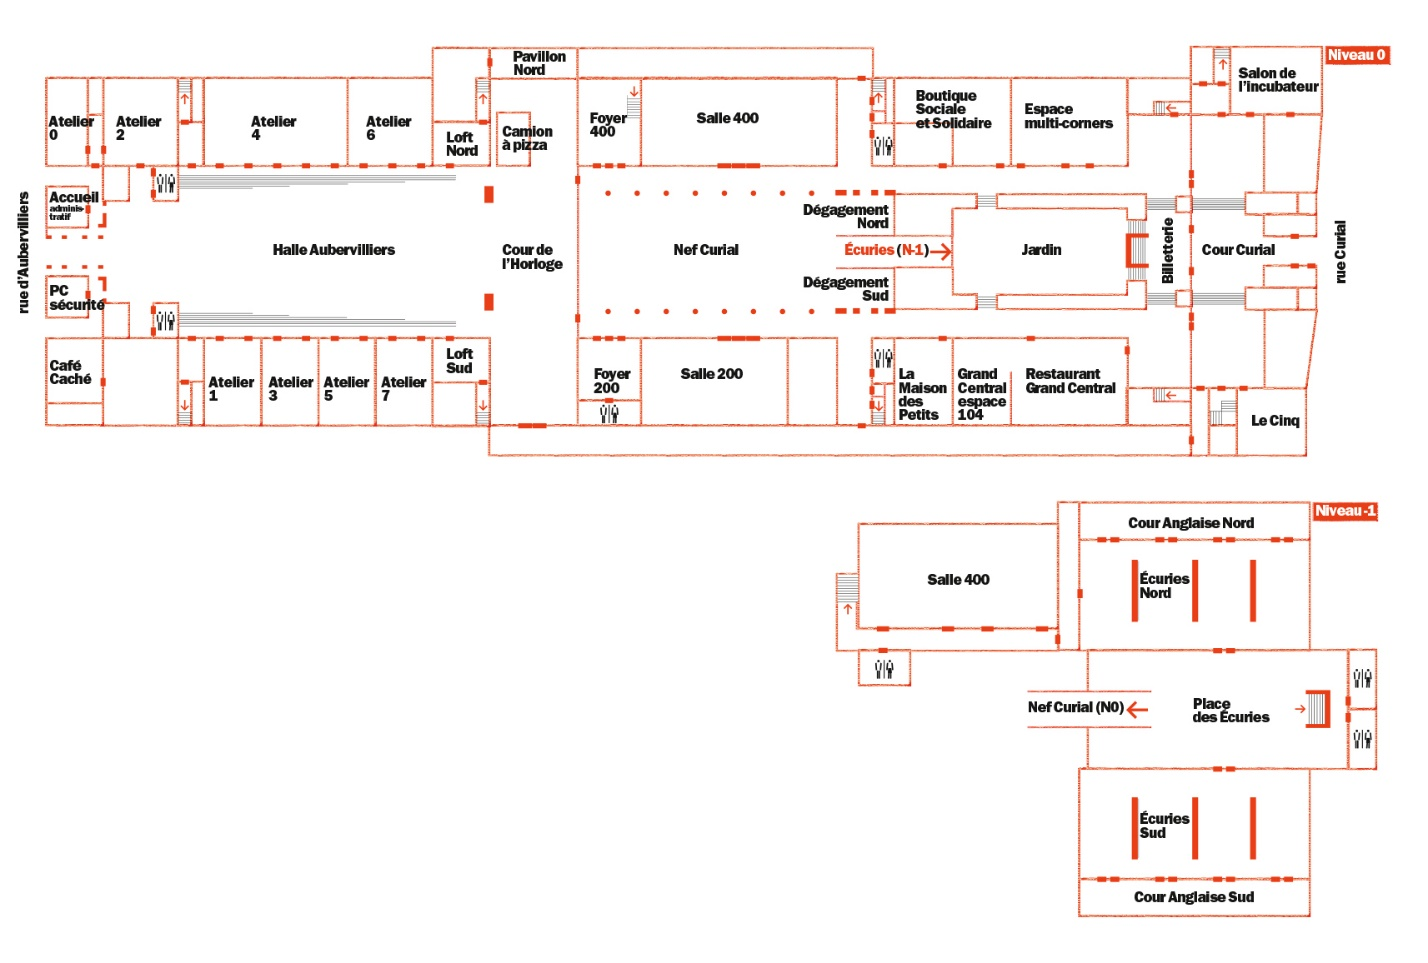 Niveau 0
Pavillon
Nord
Salon de
l'incubateur
Atelier
0
Atelier
2
Atelier
4
Atelier
6
Loft
Nord
Camion
à pizza
Foyer
400
Salle 400
Boutique
Sociale
et Solidaire
Espace
multi-corners
rue d'Aubervilliers
Accueil
adminis-
tratif
Halle Aubervilliers
Cour de
l'Horloge
Nef Curial
Dégagement
Nord
Écuries (N-1)
Dégagement
Sud
Jardin
Billetterie
Cour Curial
rue Curial
PC
sécurité
Café
Caché
Atelier
1
Atelier
3
Atelier
5
Atelier
7
Loft
Sud
Foyer
200
Salle 200
La
Maison
des
Petits
Grand
Central
espace
104
Restaurant
Grand Central
Le Cinq
Niveau -1
Cour Anglaise Nord
Salle 400
Écuries
Nord
Nef Curial (N0)
Place
des Écuries
Écuries
Sud
Cour Anglaise Sud